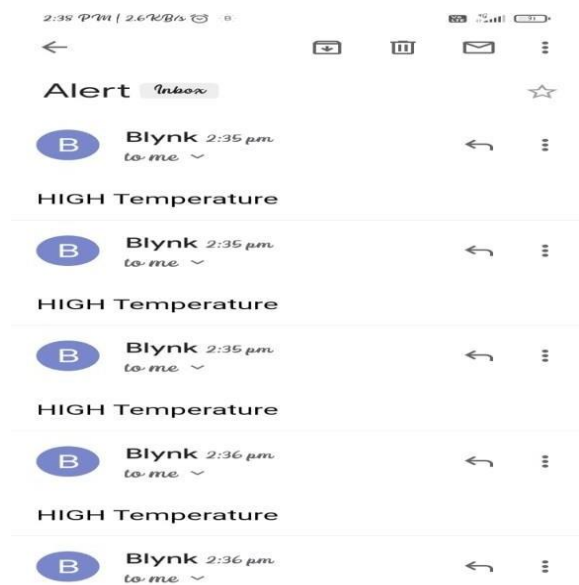 2:38 PM | 2.6KB/s
Alert Inbox
B
Blynk 2:35 pm
to me
HIGH Temperature
B
Blynk 2:35 pm
to me
HIGH Temperature
B
Blynk 2:35 pm
to me
HIGH Temperature
B
Blynk 2:36 pm
to me
HIGH Temperature
B
Blynk 2:36 pm
to me